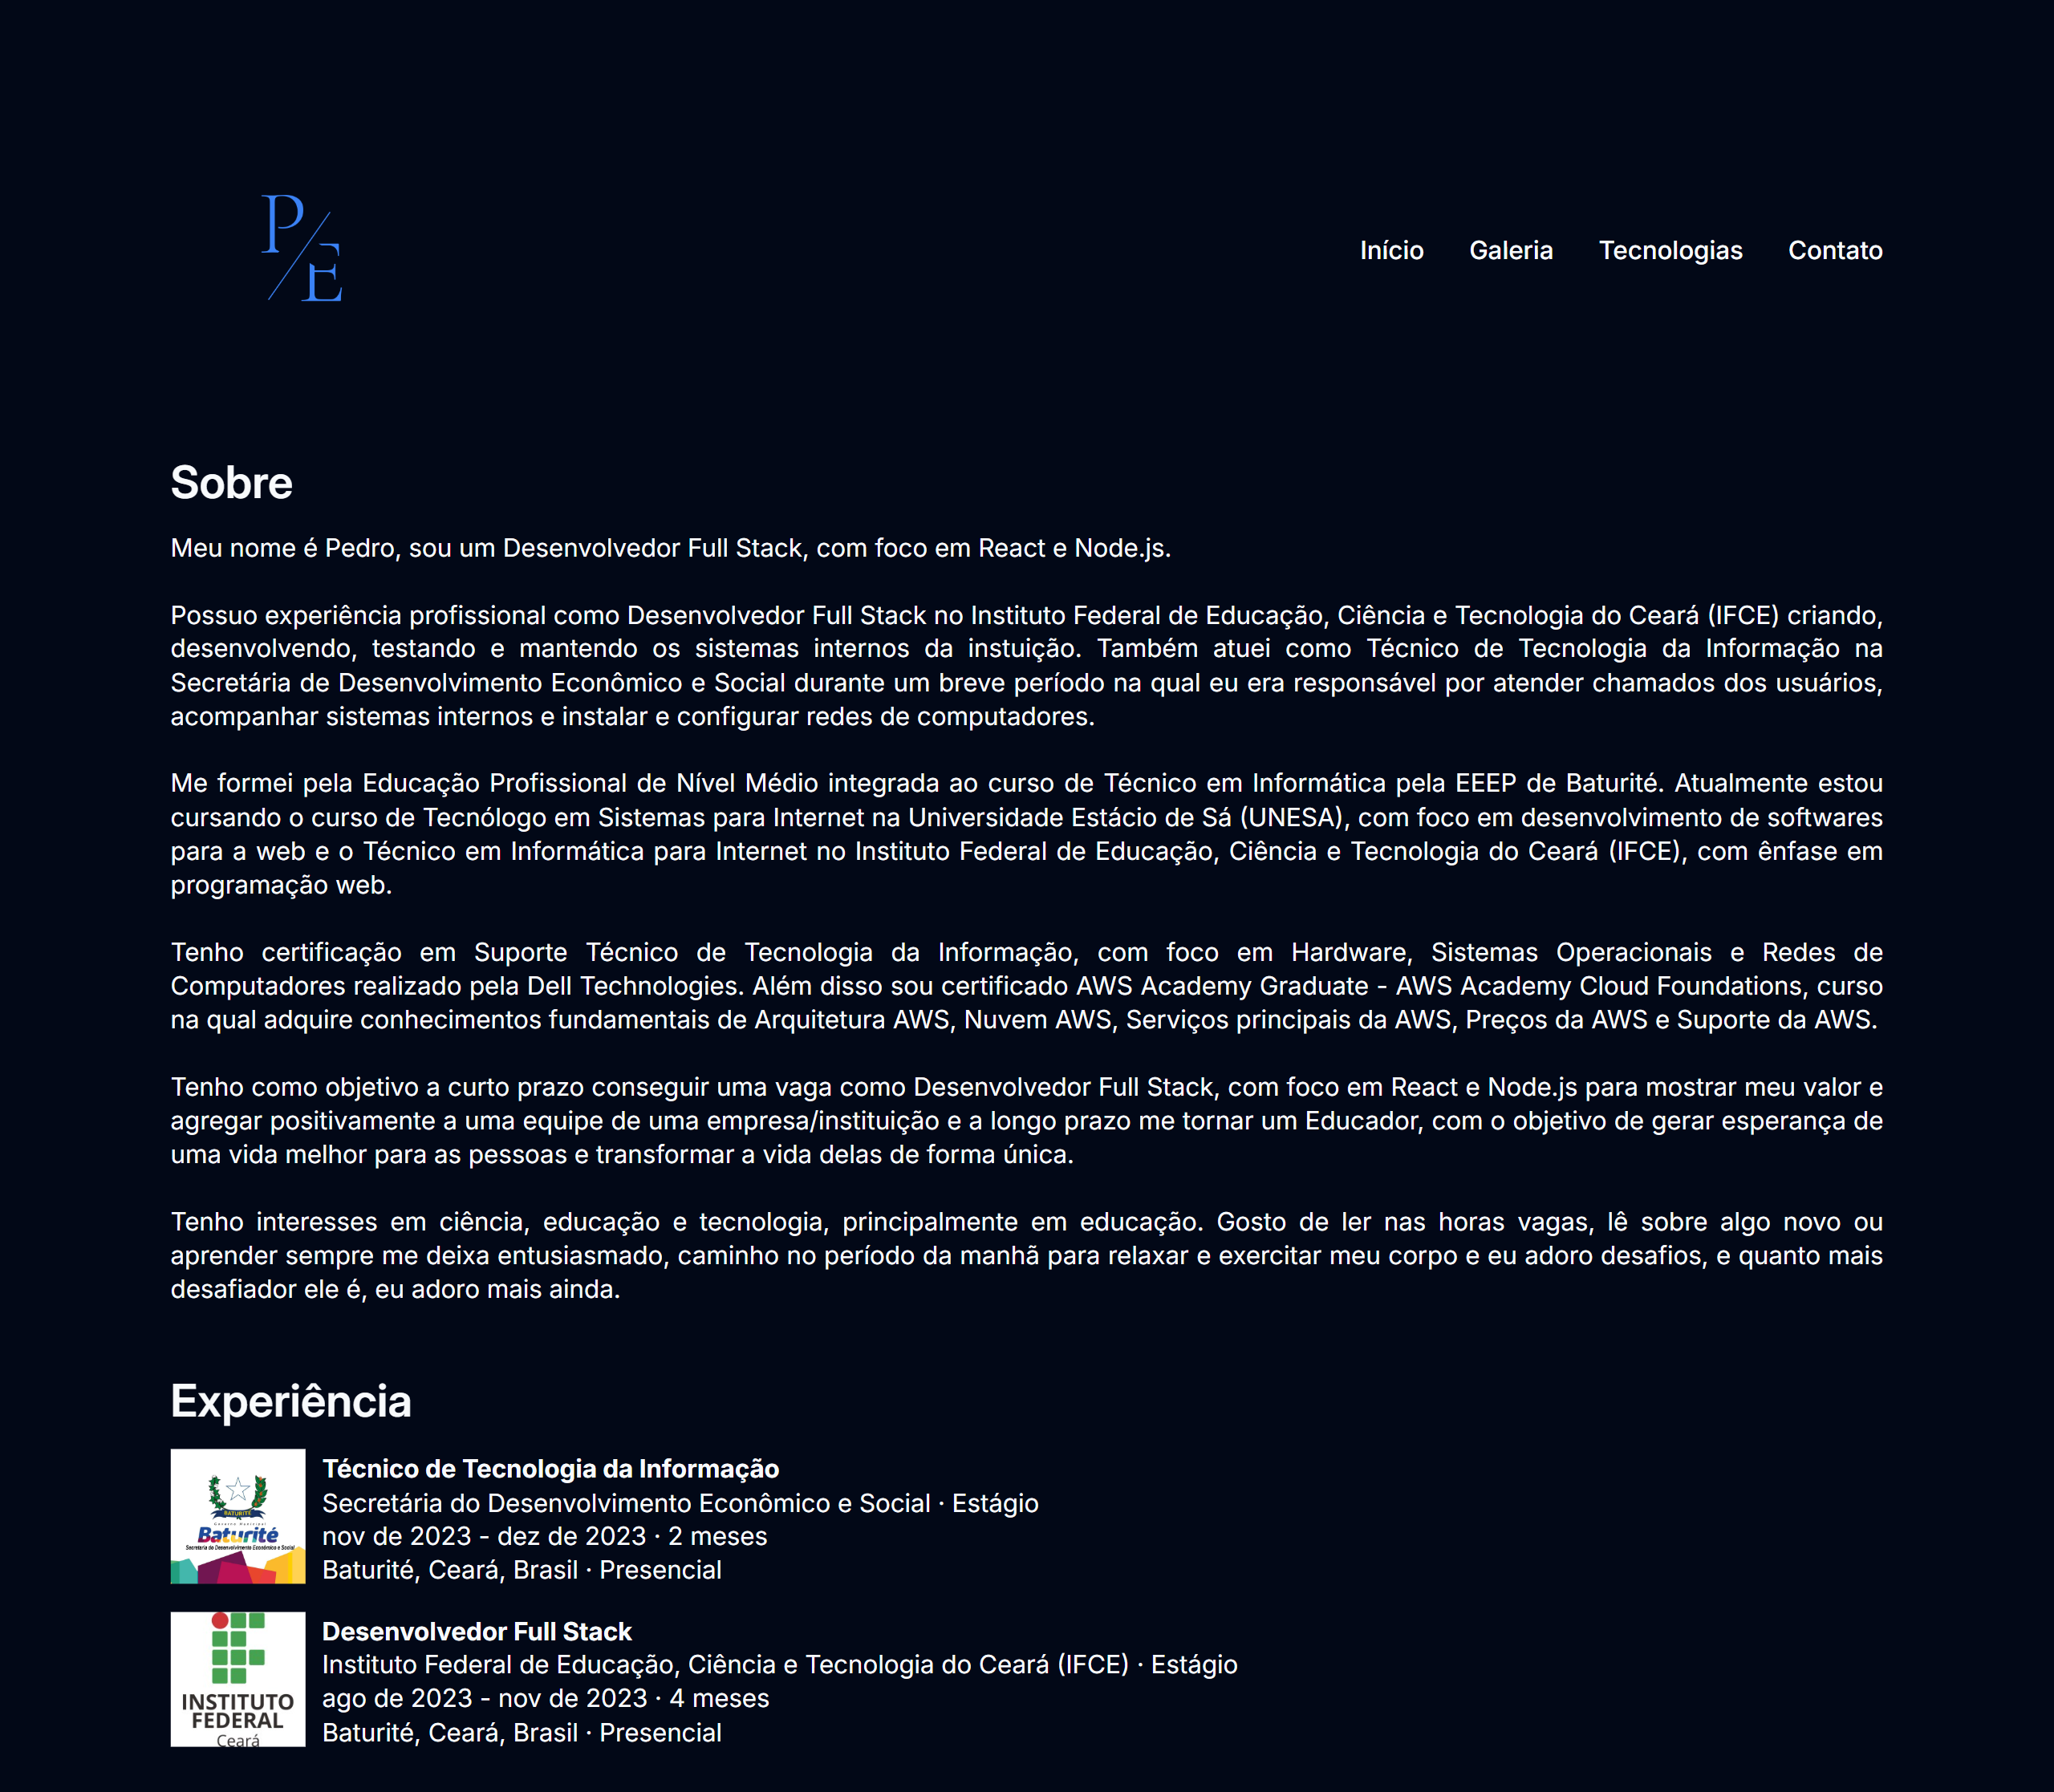 P/E
Início Galeria Tecnologias Contato
Sobre
Meu nome é Pedro, sou um Desenvolvedor Full Stack, com foco em React e Node.js.
Possuo experiência profissional como Desenvolvedor Full Stack no Instituto Federal de Educação, Ciência e Tecnologia do Ceará (IFCE) criando,
desenvolvendo, testando e mantendo os sistemas internos da instuição. Também atuei como Técnico de Tecnologia da Informação na
Secretária de Desenvolvimento Econômico e Social durante um breve período na qual eu era responsável por atender chamados dos usuários,
acompanhar sistemas internos e instalar e configurar redes de computadores.
Me formei pela Educação Profissional de Nível Médio integrada ao curso de Técnico em Informática pela EEEP de Baturité. Atualmente estou
cursando o curso de Tecnólogo em Sistemas para Internet na Universidade Estácio de Sá (UNESA), com foco em desenvolvimento de softwares
para a web e o Técnico em Informática para Internet no Instituto Federal de Educação, Ciência e Tecnologia do Ceará (IFCE), com ênfase em
programação web.
Tenho certificação em Suporte Técnico de Tecnologia da Informação, com foco em Hardware, Sistemas Operacionais e Redes de
Computadores realizado pela Dell Technologies. Além disso sou certificado AWS Academy Graduate - AWS Academy Cloud Foundations, curso
na qual adquire conhecimentos fundamentais de Arquitetura AWS, Nuvem AWS, Serviços principais da AWS, Preços da AWS e Suporte da AWS.
Tenho como objetivo a curto prazo conseguir uma vaga como Desenvolvedor Full Stack, com foco em React e Node.js para mostrar meu valor e
agregar positivamente a uma equipe de uma empresa/instituição e a longo prazo me tornar um Educador, com o objetivo de gerar esperança de
uma vida melhor para as pessoas e transformar a vida delas de forma única.
Tenho interesses em ciência, educação e tecnologia, principalmente em educação. Gosto de ler nas horas vagas, lê sobre algo novo ou
aprender sempre me deixa entusiasmado, caminho no período da manhã para relaxar e exercitar meu corpo e eu adoro desafios, e quanto mais
desafiador ele é, eu adoro mais ainda.
Experiência
BATURITÉ
Governo Municipal
Baturité
Secretaria do Desenvolvimento Econômico e Social
Técnico de Tecnologia da Informação
Secretária do Desenvolvimento Econômico e Social · Estágio
nov de 2023 - dez de 2023 · 2 meses
Baturité, Ceará, Brasil · Presencial
INSTITUTO
FEDERAL
Ceará
Desenvolvedor Full Stack
Instituto Federal de Educação, Ciência e Tecnologia do Ceará (IFCE) · Estágio
ago de 2023 - nov de 2023 · 4 meses
Baturité, Ceará, Brasil · Presencial